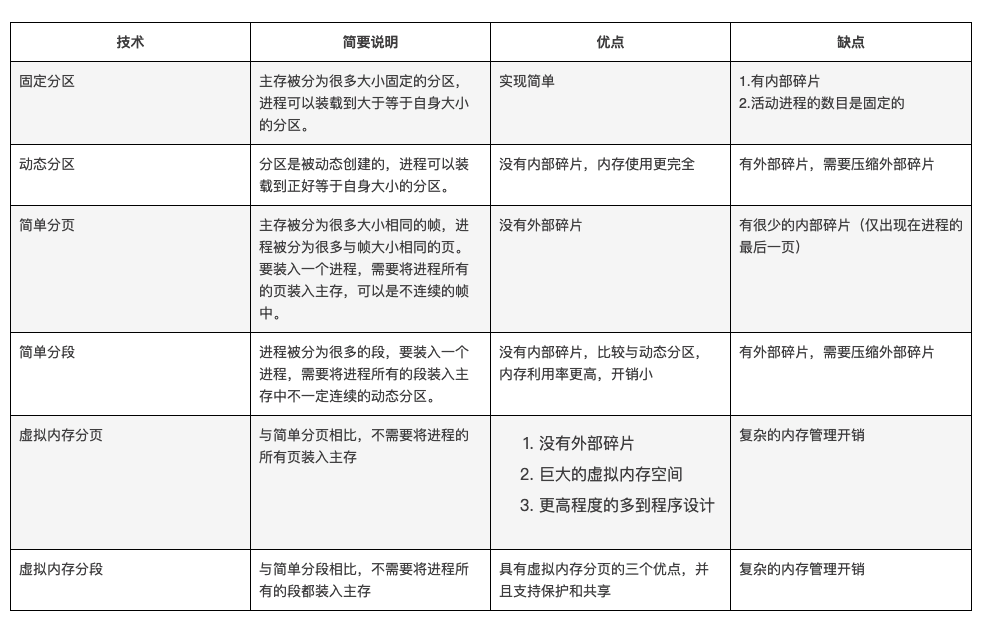 技术
简要说明
优点
缺点
固定分区
主存被分为很多大小固定的分区，
进程可以装载到大于等于自身大小
的分区。
实现简单
1.有内部碎片
2.活动进程的数目是固定的
动态分区
分区是被动态创建的，进程可以装
载到正好等于自身大小的分区。
没有内部碎片，内存使用更完全
有外部碎片，需要压缩外部碎片
简单分页
主存被分为很多大小相同的帧，进
程被分为很多与帧大小相同的页。
要装入一个进程，需要将进程所有
的页装入主存，可以是不连续的帧
中。
没有外部碎片
有很少的内部碎片（仅出现在进程的
最后一页）
简单分段
进程被分为很多的段，要装入一个
进程，需要将进程所有的段装入主
存中不一定连续的动态分区。
没有内部碎片，比较与动态分区，
内存利用率更高，开销小
有外部碎片，需要压缩外部碎片
虚拟内存分页
与简单分页相比，不需要将进程的
所有页装入主存
1. 没有外部碎片
2. 巨大的虚拟内存空间
3. 更高程度的多到程序设计
复杂的内存管理开销
虚拟内存分段
与简单分段相比，不需要将进程所
有的段都装入主存
具有虚拟内存分页的三个优点，并
且支持保护和共享
复杂的内存管理开销